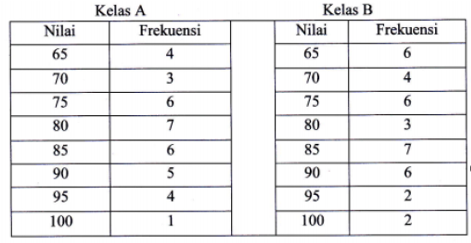 Kelas A Kelas B
Nilai Frekuensi Nilai Frekuensi
65 4 65 6
70 3 70 4
75 6 75 6
80 7 80 3
85 6 85 7
90 5 90 6
95 4 95 2
100 1 100 2